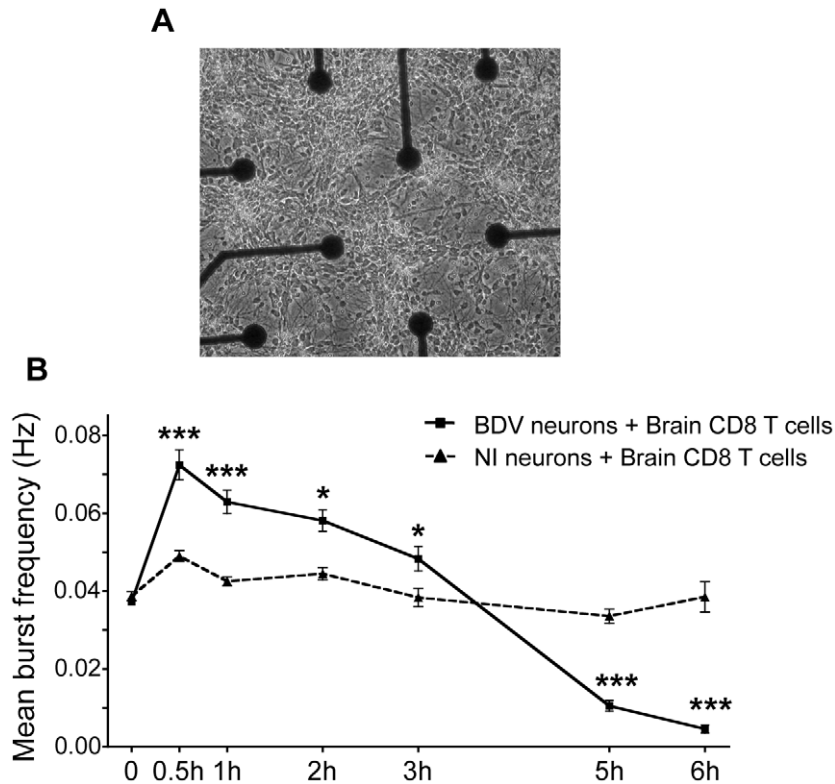 A
B
Mean burst frequency (Hz)
0.08
0.06
0.04
0.02
0.00
***
***
*
*
***
***
BDV neurons + Brain CD8 T cells
NI neurons + Brain CD8 T cells
0 0.5h 1h 2h 3h 5h 6h